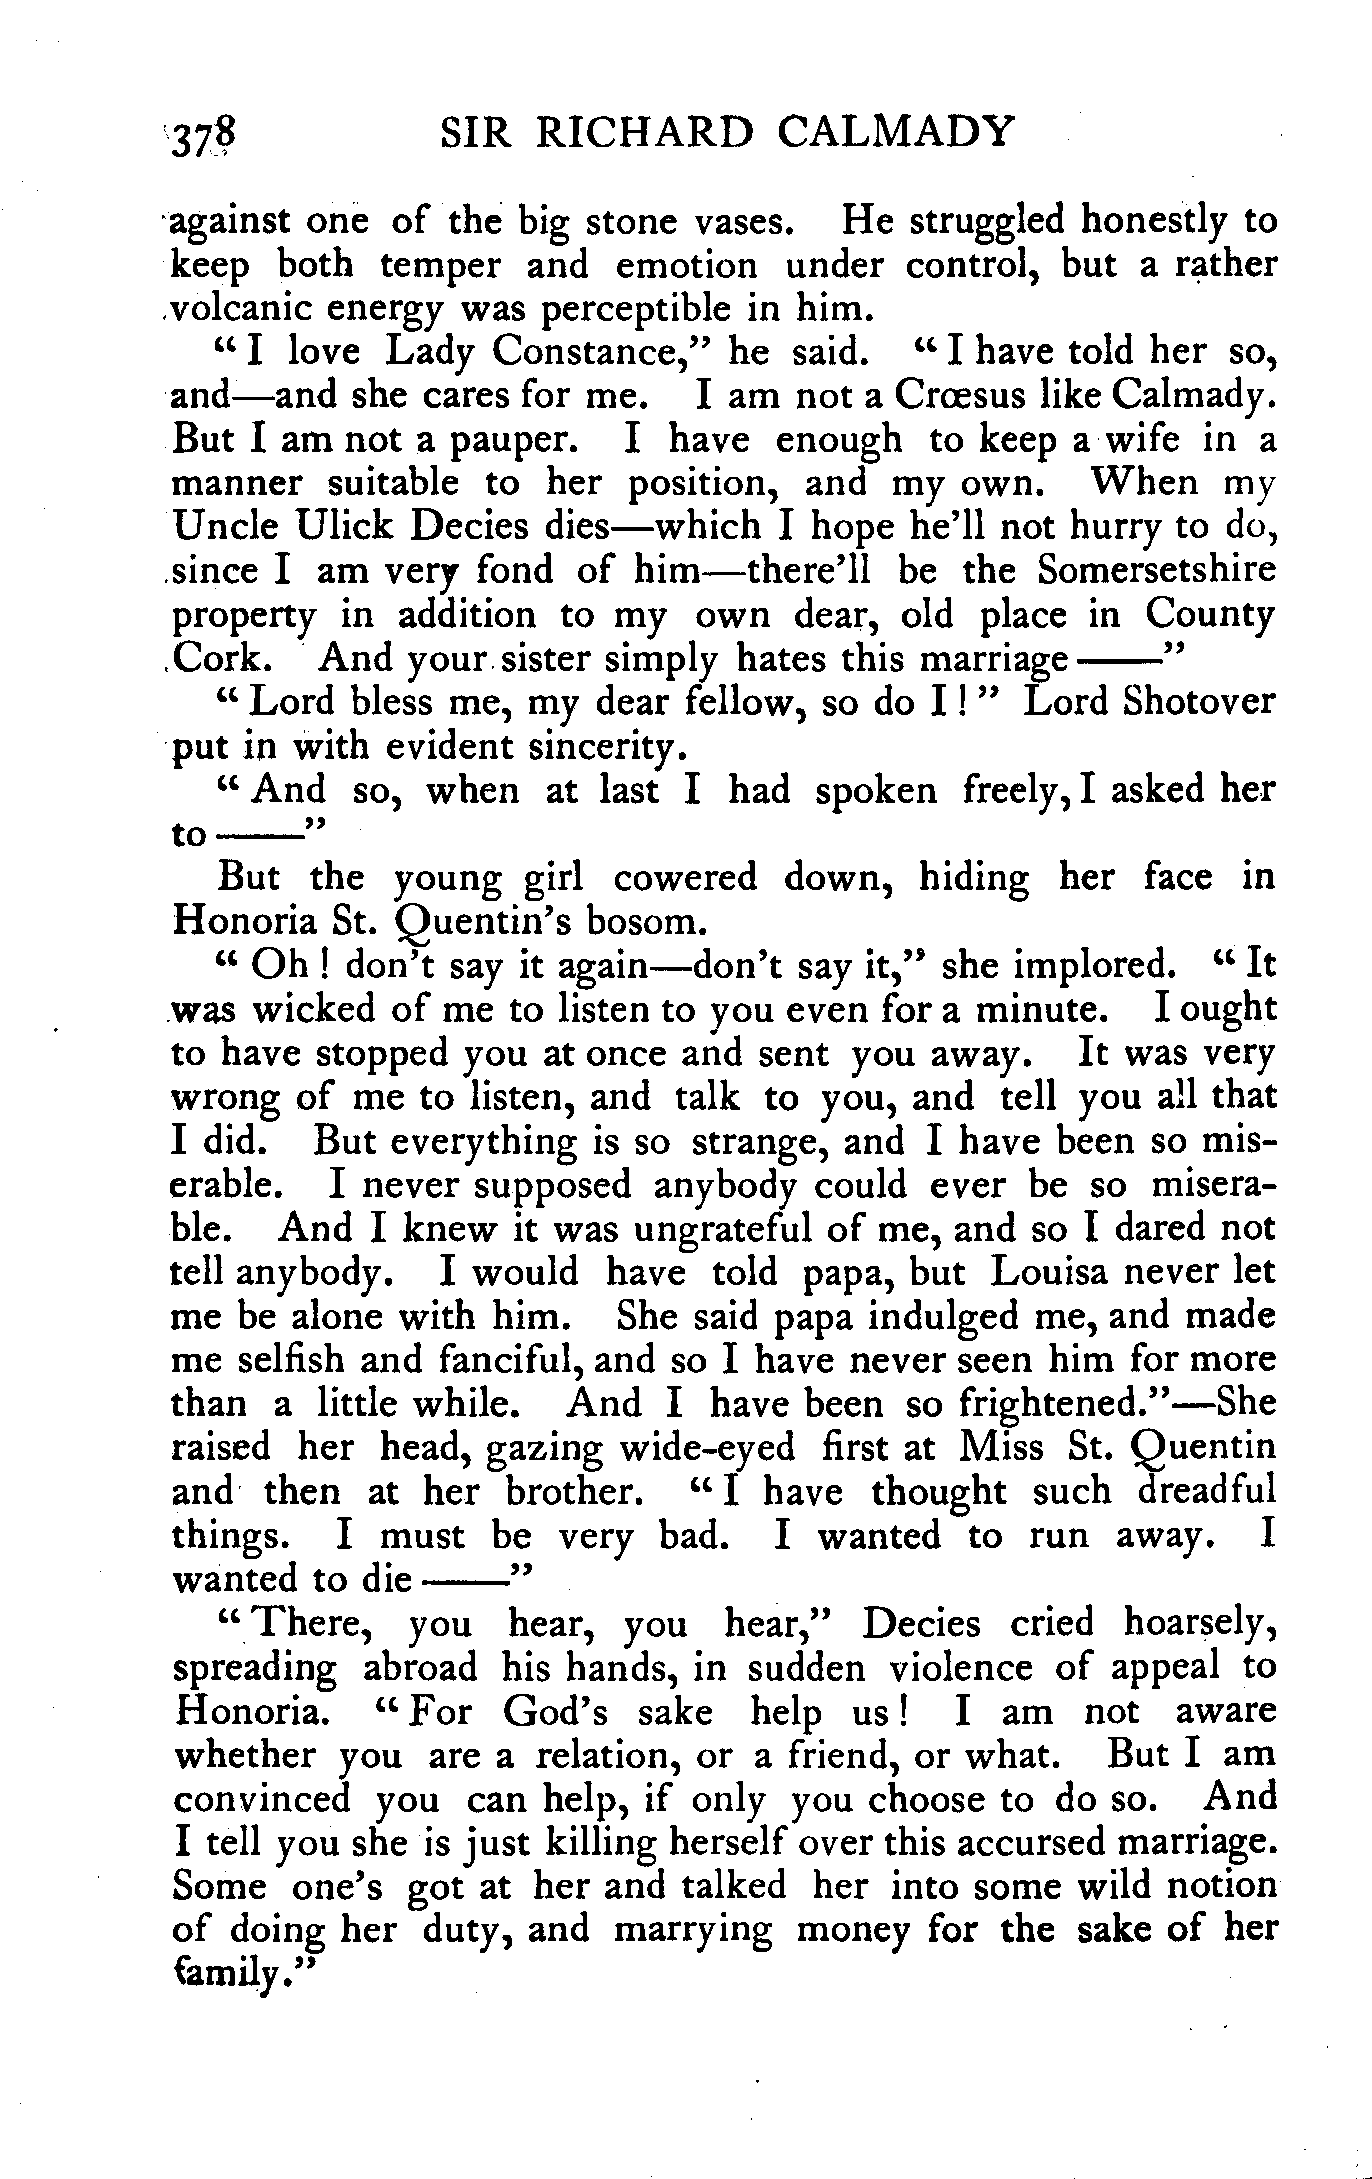 378 SIR RICHARD CALMADY
against one of the big stone vases. He struggled honestly to
keep both temper and emotion under control, but a rather
volcanic energy was perceptible in him.
“ I love Lady Constance,” he said. “ I have told her so,
and—and she cares for me. I am not a Crœsus like Calmady.
But I am not a pauper. I have enough to keep a wife in a
manner suitable to her position, and my own. When my
Uncle Ulick Decies dies—which I hope he’ll not hurry to do,
since I am very fond of him—there’ll be the Somersetshire
property in addition to my own dear, old place in County
Cork. And your sister simply hates this marriage ——”
“ Lord bless me, my dear fellow, so do I ! ” Lord Shotover
put in with evident sincerity.
“ And so, when at last I had spoken freely, I asked her
to ——”
But the young girl cowered down, hiding her face in
Honoria St. Quentin’s bosom.
“ Oh ! don’t say it again—don’t say it,” she implored. “ It
was wicked of me to listen to you even for a minute. I ought
to have stopped you at once and sent you away. It was very
wrong of me to listen, and talk to you, and tell you all that
I did. But everything is so strange, and I have been so mis-
erable. I never supposed anybody could ever be so misera-
ble. And I knew it was ungrateful of me, and so I dared not
tell anybody. I would have told papa, but Louisa never let
me be alone with him. She said papa indulged me, and made
me selfish and fanciful, and so I have never seen him for more
than a little while. And I have been so frightened.”—She
raised her head, gazing wide-eyed first at Miss St. Quentin
and then at her brother. “ I have thought such dreadful
things. I must be very bad. I wanted to run away. I
wanted to die ——”
“ There, you hear, you hear,” Decies cried hoarsely,
spreading abroad his hands, in sudden violence of appeal to
Honoria. “ For God’s sake help us ! I am not aware
whether you are a relation, or a friend, or what. But I am
convinced you can help, if only you choose to do so. And
I tell you she is just killing herself over this accursed marriage.
Some one’s got at her and talked her into some wild notion
of doing her duty, and marrying money for the sake of her
family.”